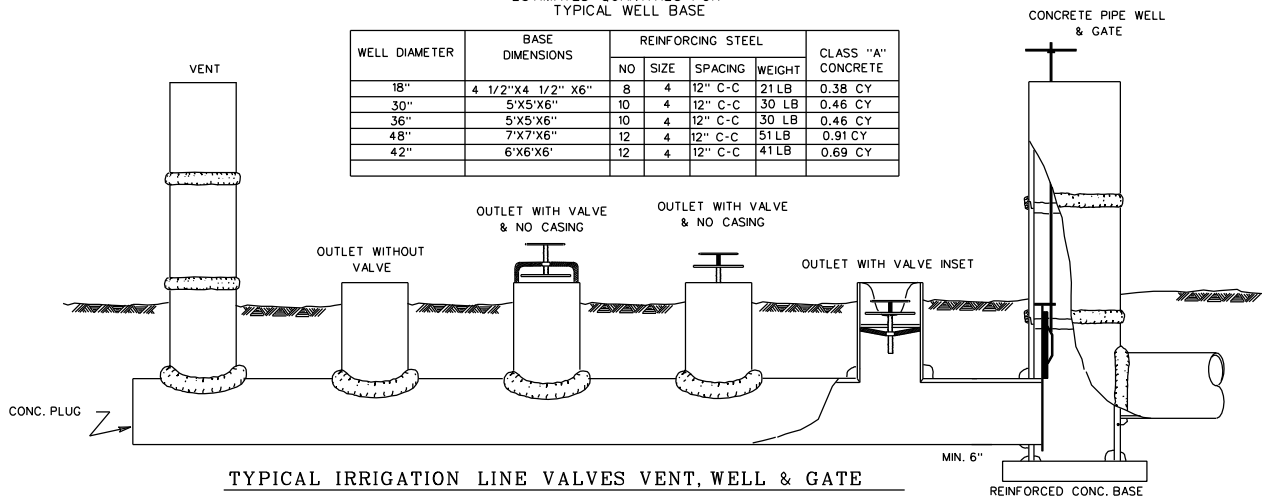 TYPICAL WELL BASE
WELL DIAMETER BASE DIMENSIONS REINFORCING STEEL CLASS "A" CONCRETE
NO SIZE SPACING WEIGHT
18" 4 1/2"X4 1/2" X6" 8 4 12" C-C 21 LB 0.38 CY
30" 5'X5'X6" 10 4 12" C-C 30 LB 0.46 CY
36" 5'X5'X6" 10 4 12" C-C 30 LB 0.46 CY
48" 7'X7'X6" 12 4 12" C-C 51 LB 0.91 CY
42" 6'X6'X6' 12 4 12" C-C 41 LB 0.69 CY
CONCRETE PIPE WELL
& GATE
VENT
OUTLET WITHOUT
VALVE
OUTLET WITH VALVE
& NO CASING
OUTLET WITH VALVE
& NO CASING
OUTLET WITH VALVE INSET
CONC. PLUG
MIN. 6"
REINFORCED CONC. BASE
TYPICAL IRRIGATION LINE VALVES VENT, WELL & GATE